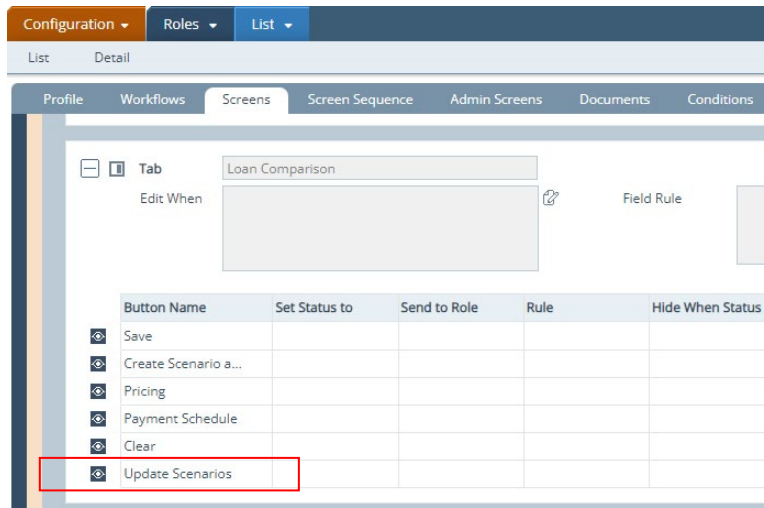 Configuration Roles List
List Detail
Profile Workflows Screens Screen Sequence Admin Screens Documents Conditions
Tab Loan Comparison
Edit When Field Rule
Button Name Set Status to Send to Role Rule Hide When Status
Save
Create Scenario a...
Pricing
Payment Schedule
Clear
Update Scenarios